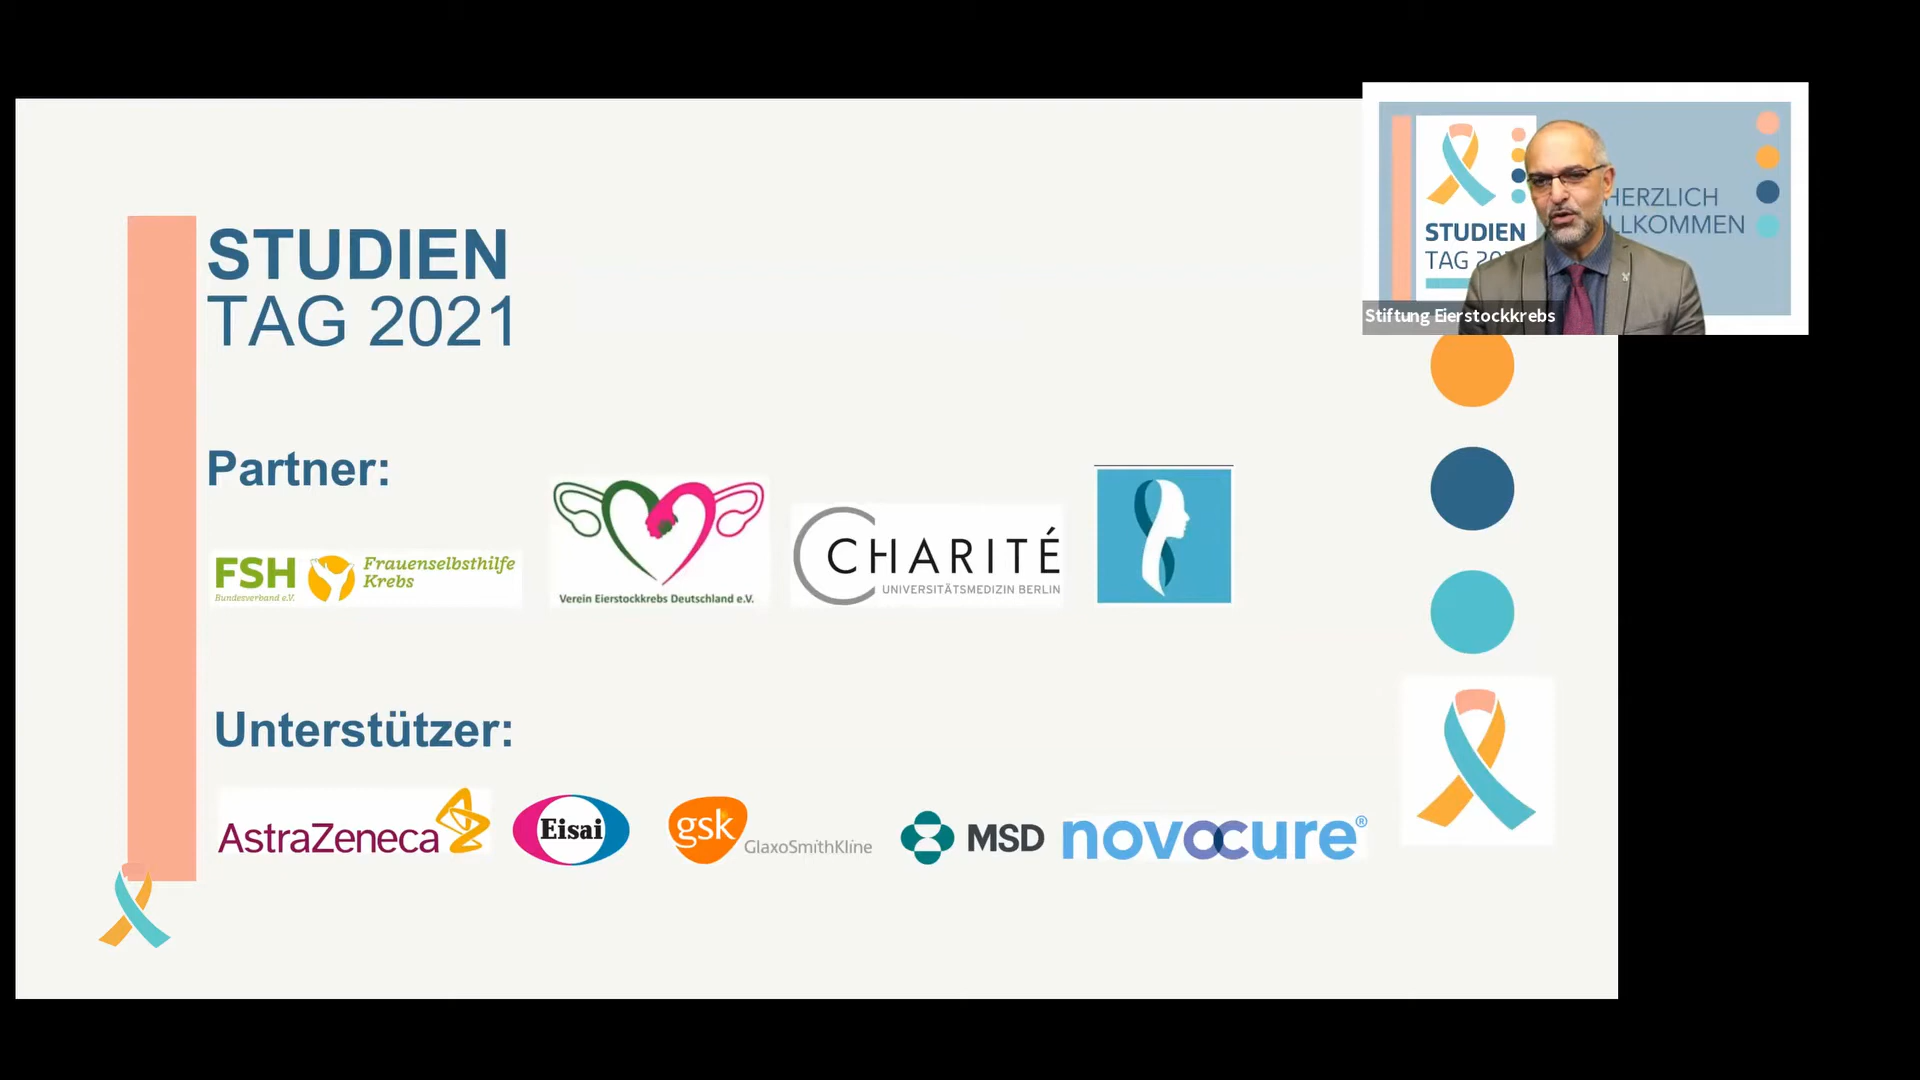 STUDIEN
TAG 2021
Partner:
FSH
Bundesverband e.V.
Frauenselbsthilfe
Krebs
Verein Eierstockkrebs Deutschland e.V.
CHARITÉ
UNIVERSITÄTSMEDIZIN BERLIN
Unterstützer:
AstraZeneca
Eisai
gsk
GlaxoSmithKline
MSD
novocure®
STUDIEN
TAG
HERZLICH
Stiftung Eierstockkrebs